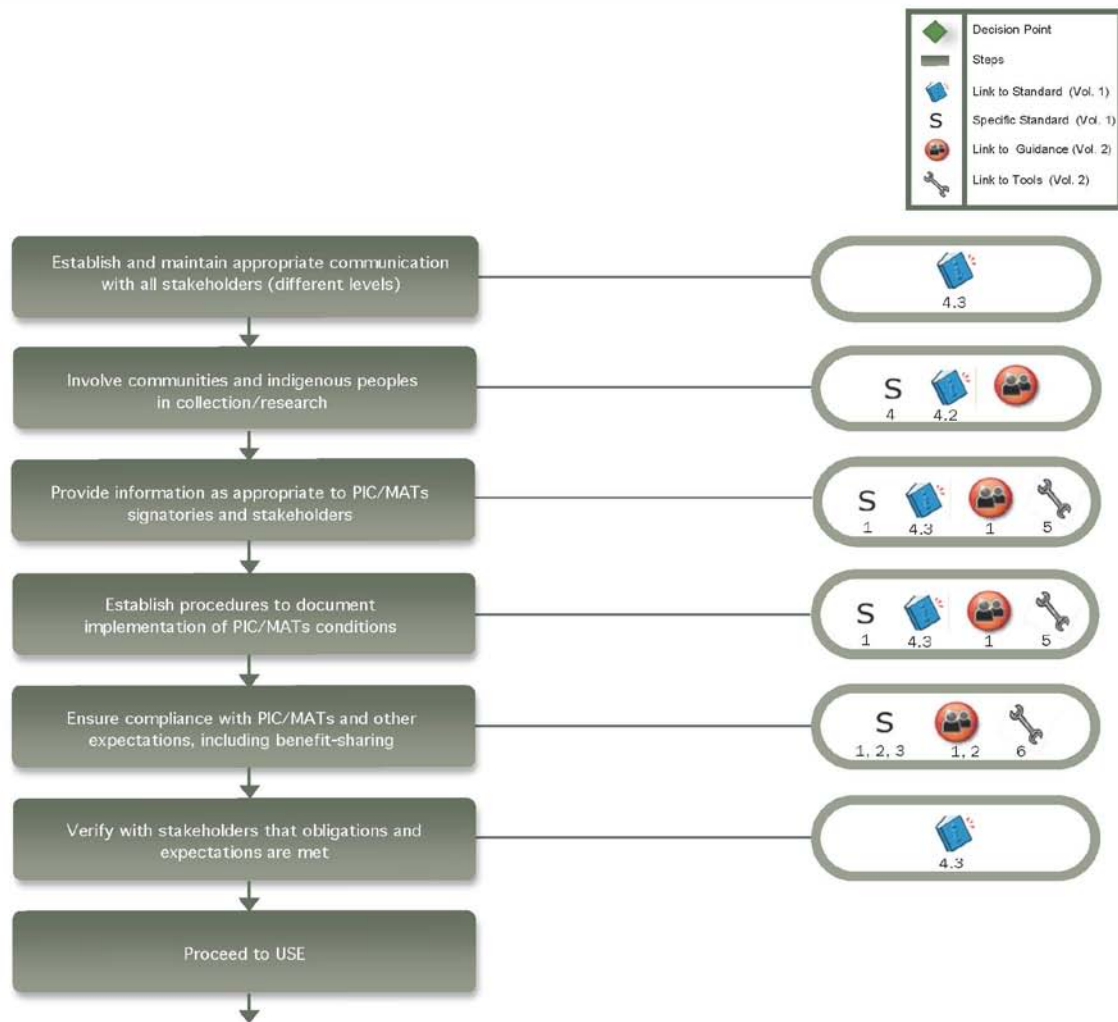 Decision Point
Steps
Link to Standard (Vol. 1)
S
Specific Standard (Vol. 1)
Link to Guidance (Vol. 2)
Link to Tools (Vol. 2)
Establish and maintain appropriate communication
with all stakeholders (different levels)
4.3
Involve communities and indigenous peoples
in collection/research
S
4 4.2
Provide information as appropriate to PIC/MATs
signatories and stakeholders
S
1 4.3 1 5
Establish procedures to document
implementation of PIC/MATs conditions
S
1 4.3 1 5
Ensure compliance with PIC/MATs and other
expectations, including benefit-sharing
S
1, 2, 3 1, 2 6
Verify with stakeholders that obligations and
expectations are met
4.3
Proceed to USE